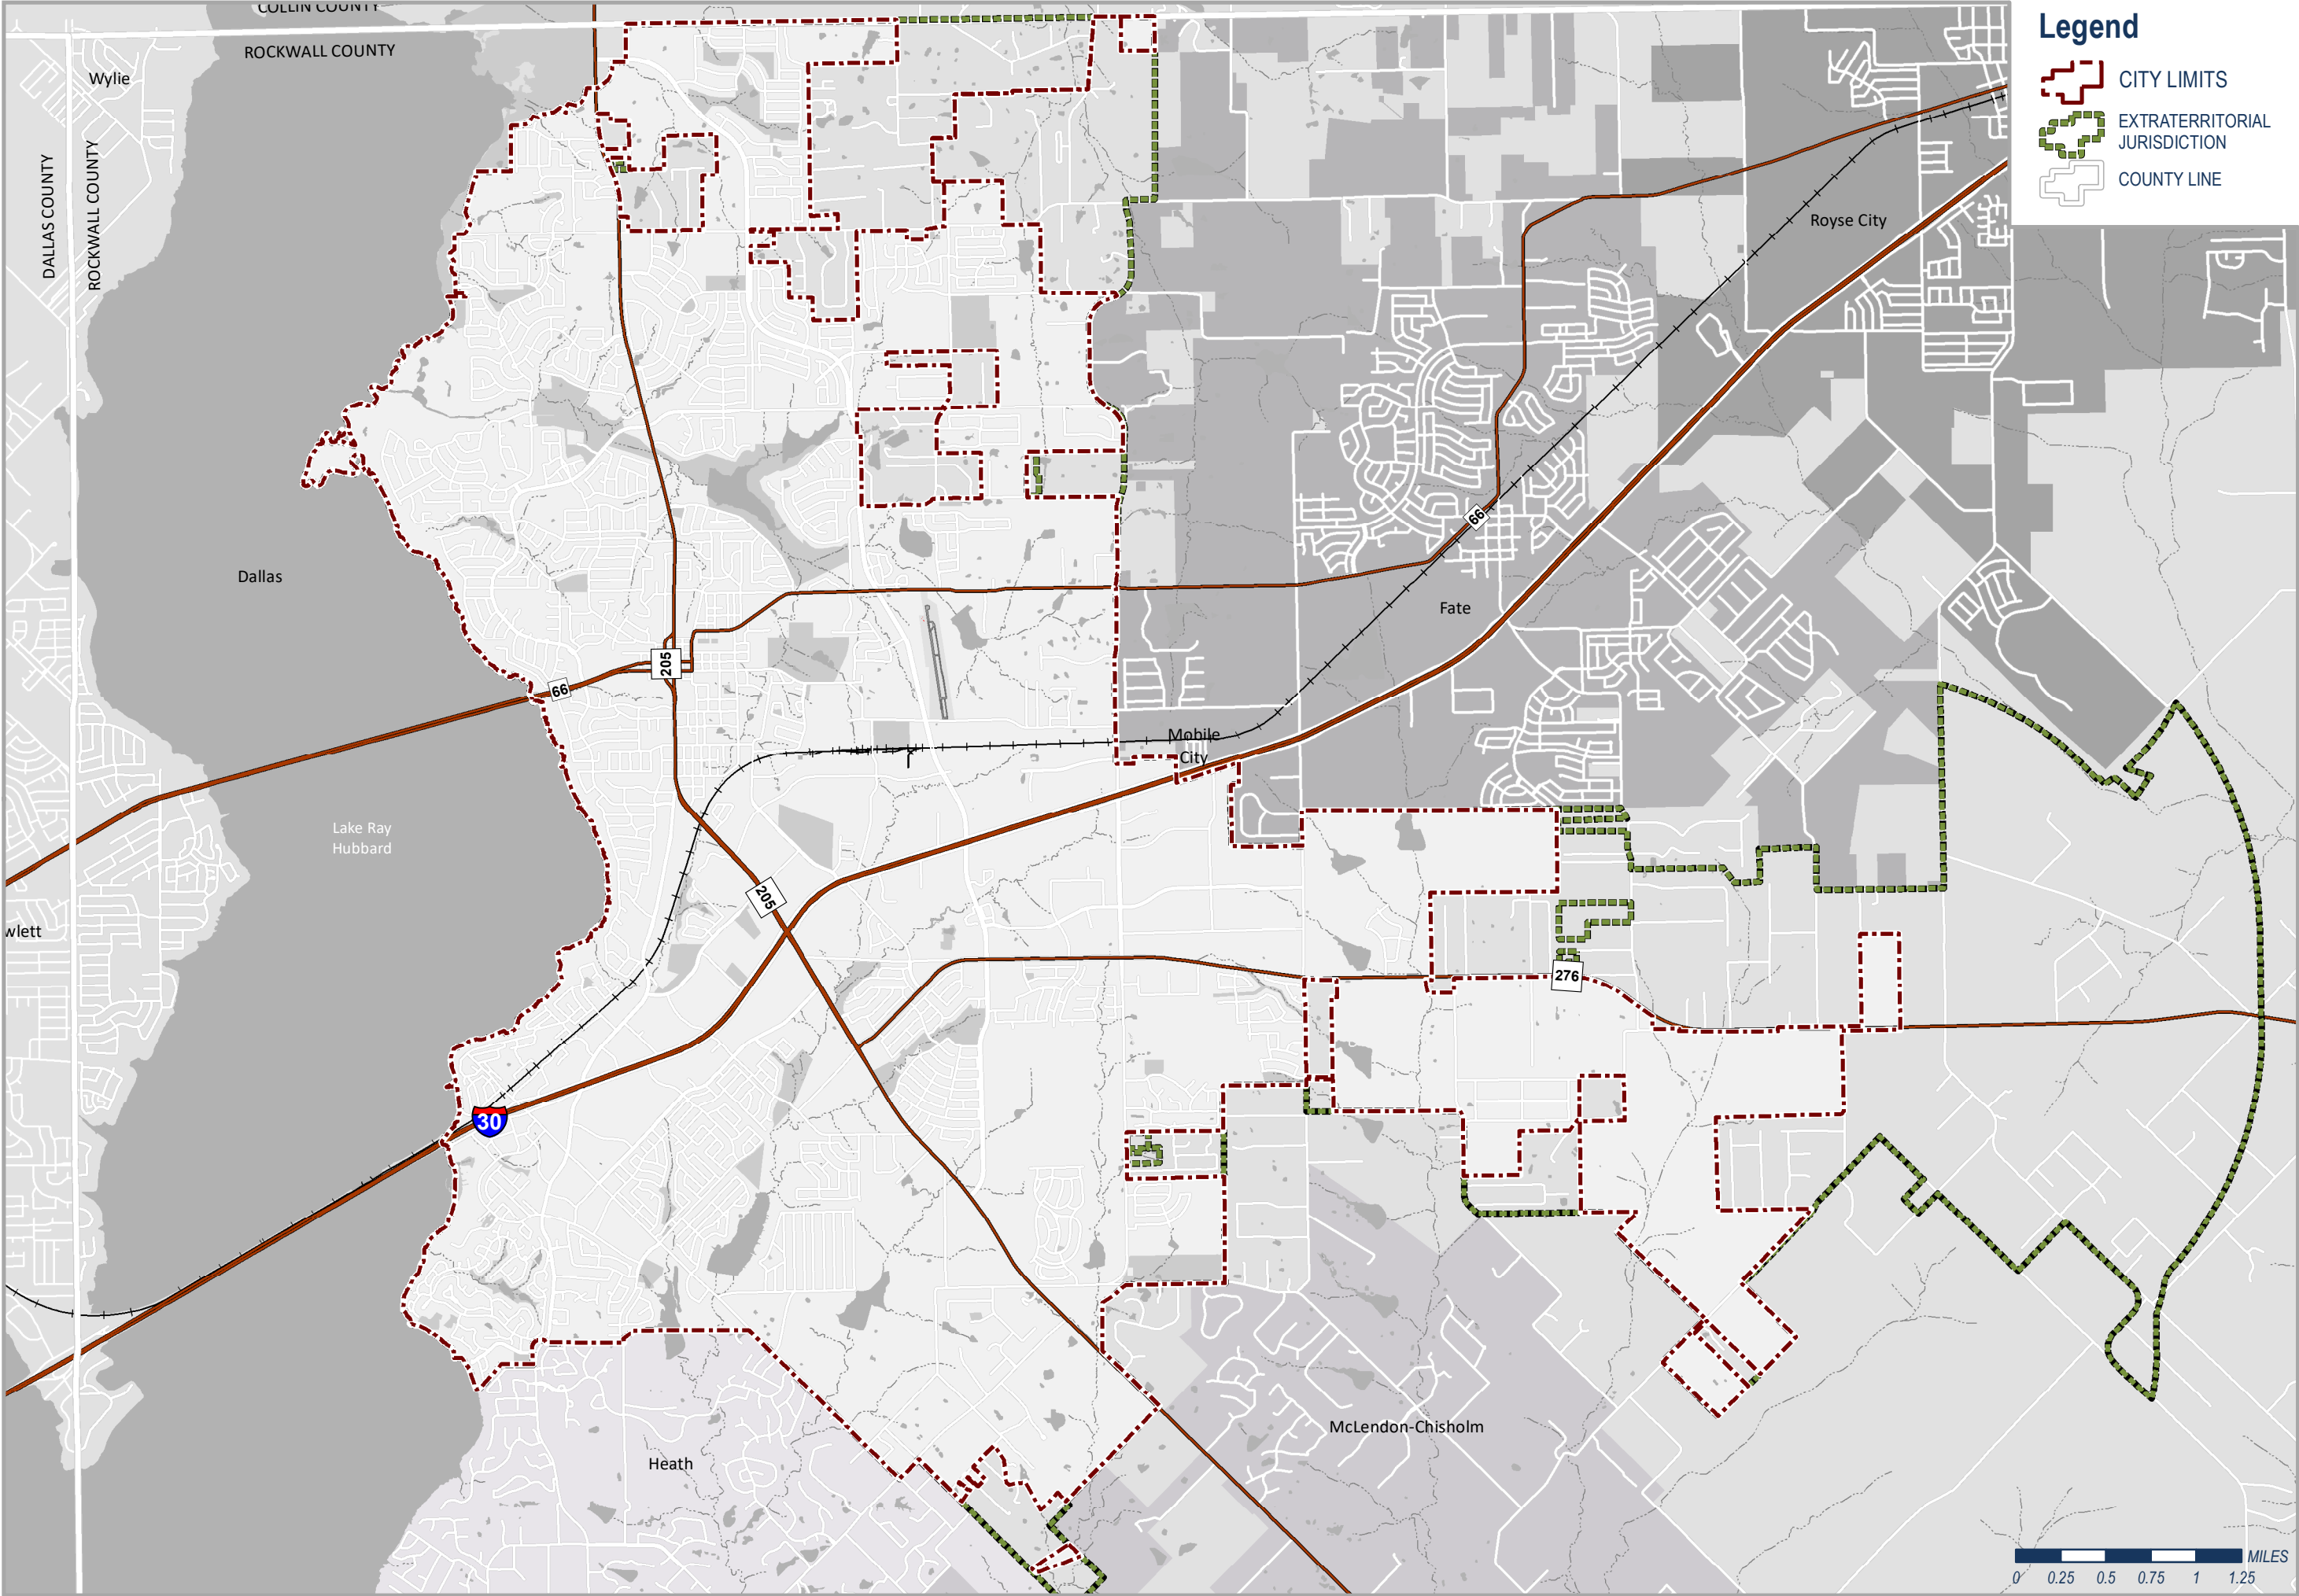 COLLIN COUNTY
ROCKWALL COUNTY
Wylie
DALLAS COUNTY
ROCKWALL COUNTY
Legend
CITY LIMITS
EXTRATERRITORIAL
JURISDICTION
COUNTY LINE
Royse City
66
Dallas
Fate
205
66
Mobile
City
Lake Ray
Hubbard
205
wlett
276
30
McLendon-Chisholm
Heath
MILES
0 0.25 0.5 0.75 1 1.25